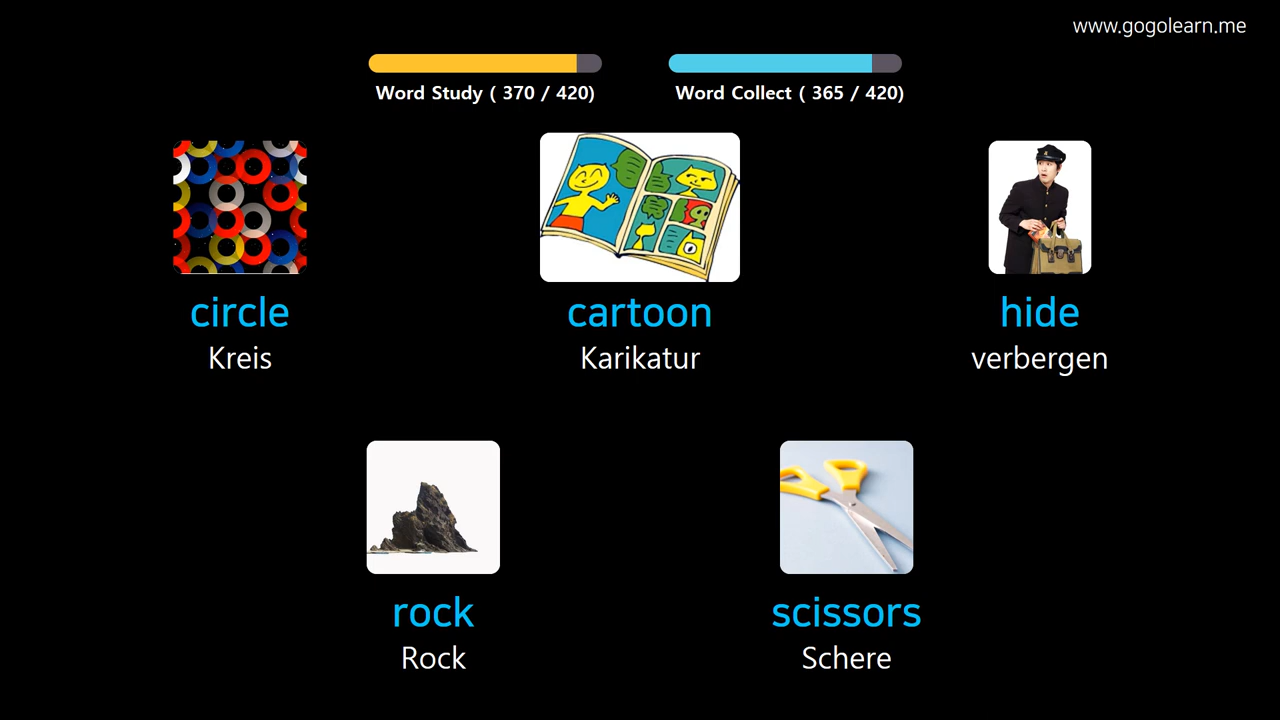 www.gogolearn.me
Word Study ( 370 / 420)
Word Collect ( 365 / 420)
circle
Kreis
cartoon
Karikatur
hide
verbergen
rock
Rock
scissors
Schere